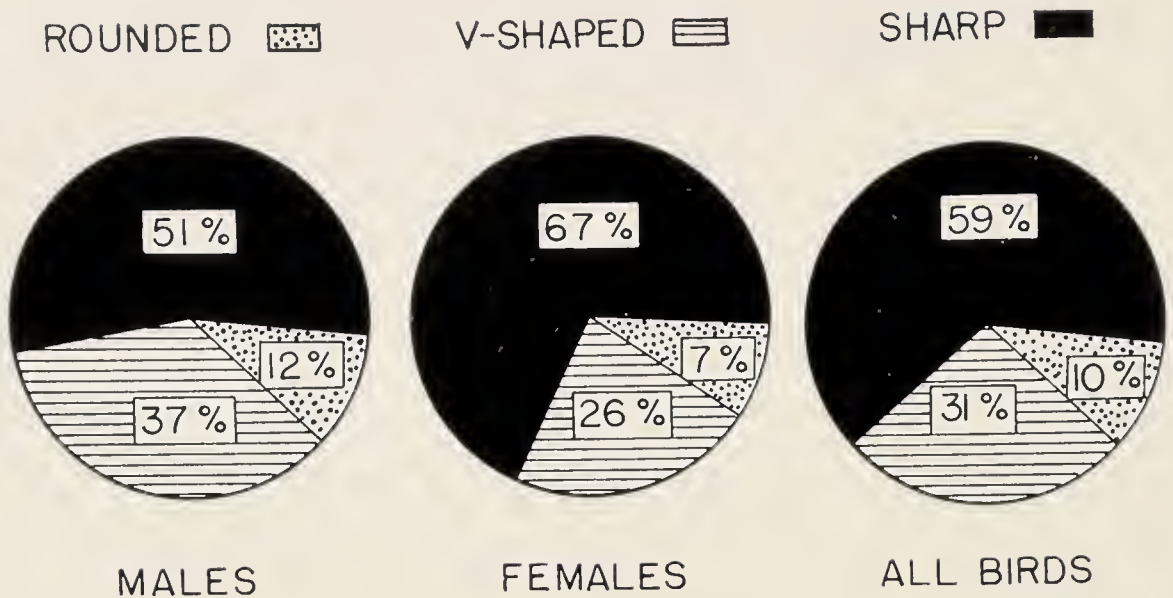 ROUNDED V-SHAPED SHARP
51% 67% 59%
12% 7% 10%
37% 26% 31%
MALES FEMALES ALL BIRDS